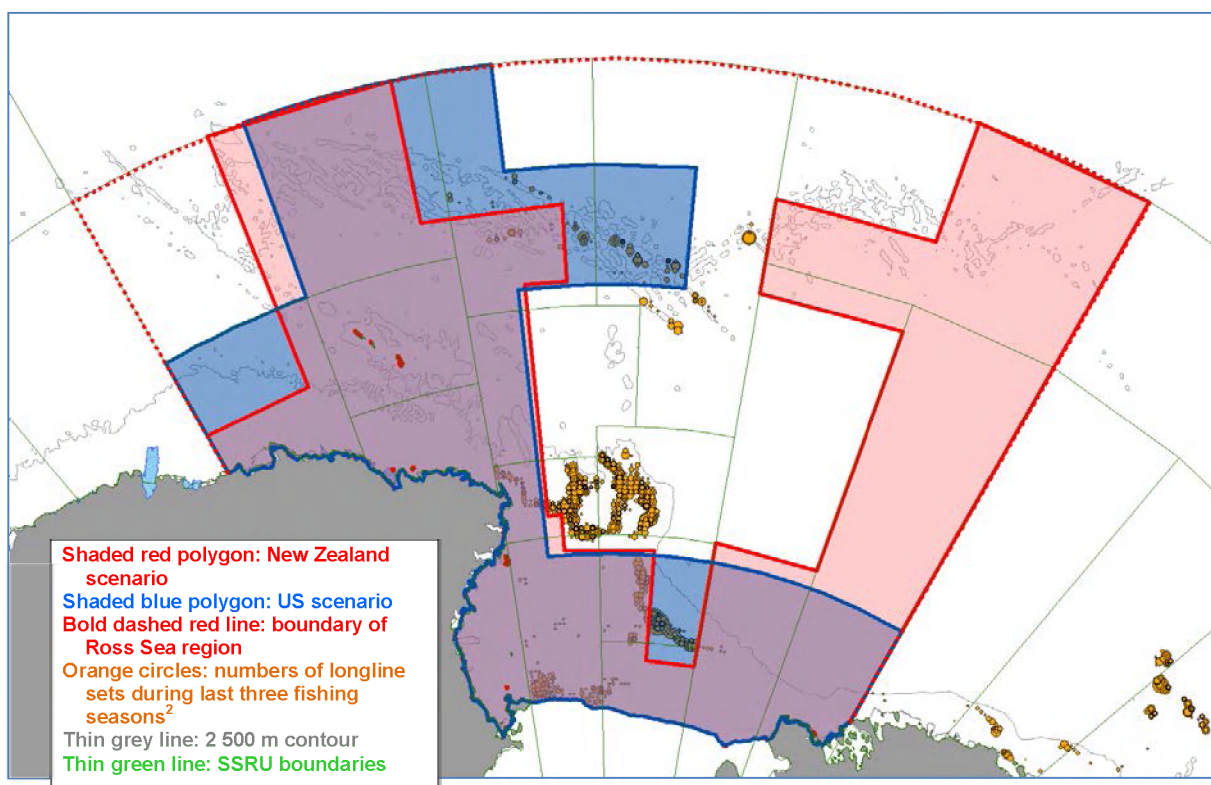 Shaded red polygon: New Zealand
scenario
Shaded blue polygon: US scenario
Bold dashed red line: boundary of
Ross Sea region
Orange circles: numbers of longline
sets during last three fishing
seasons2
Thin grey line: 2 500 m contour
Thin green line: SSRU boundaries